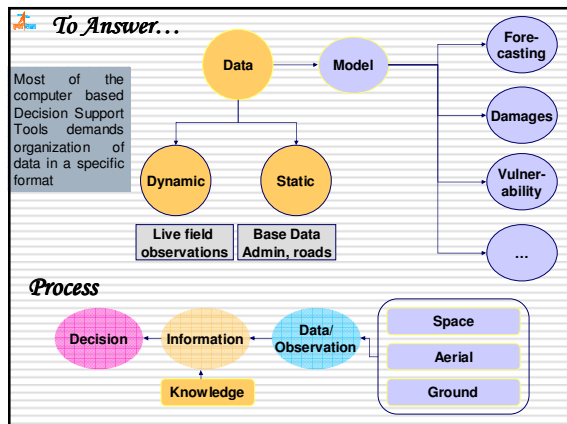 To Answer...
Most of the
computer based
Decision Support
Tools demands
organization of
data in a specific
format
Data
Model
Fore-
casting
Damages
Vulner-
ability
...
Dynamic
Static
Live field
observations
Base Data
Admin, roads
Process
Decision
Information
Data/
Observation
Space
Aerial
Ground
Knowledge